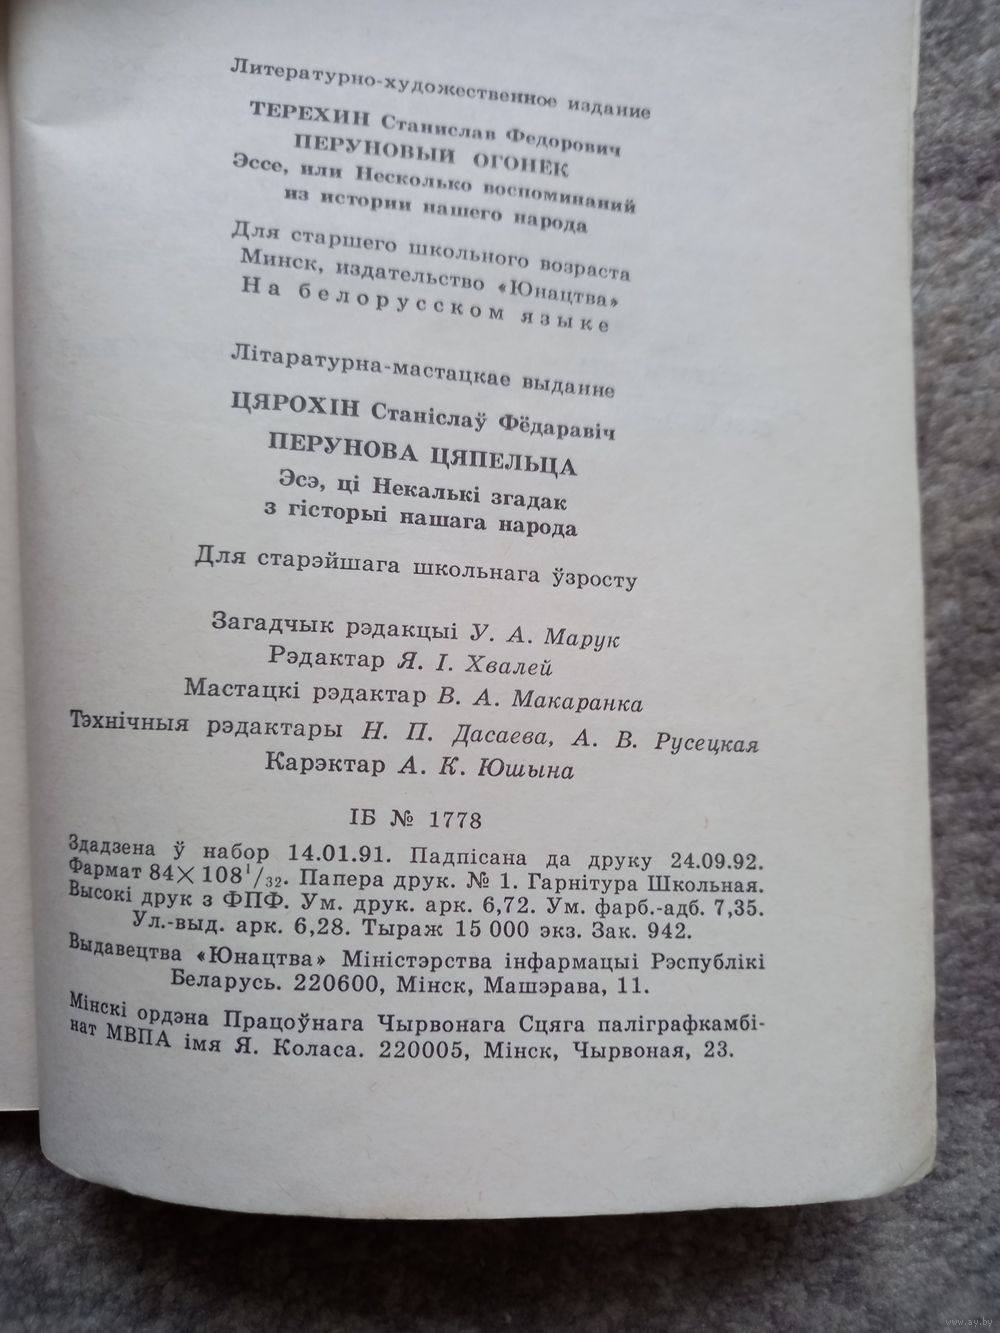 Литературно-художественное издание
ТЕРЕХИН Станислав Федорович
ПЕРУНОВЫЙ ОГОНЕК
Эссе, или Несколько воспоминаний
из истории нашего народа
Для старшего школьного возраста
Минск, издательство «Юнацтва»
На белорусском языке
Літаратурна-мастацкае выданне
ЦЯРОХІН Станіслаў Фёдаравіч
ПЕРУНОВА ЦЯПЕЛЬЦА
Эсэ, ці Некалькі згадак
з гісторыі нашага народа
Для старэйшага школьнага ўзросту
Загадчык рэдакцыі У. А. Марук
Рэдактар Я. І. Хвалей
Мастацкі рэдактар В. А. Макаранка
Тэхнічныя рэдактары Н. П. Дасаева, А. В. Русецкая
Карэктар А. К. Юшына
ІБ № 1778
Здадзена ў набор 14.01.91. Падпісана да друку 24.09.92.
Фармат 84×108¹/₃₂. Папера друк. № 1. Гарнітура Школьная.
Высокі друк з ФПФ. Ум. друк. арк. 6,72. Ум. фарб.-адб. 7,35.
Ул.-выд. арк. 6,28. Тыраж 15 000 экз. Зак. 942.
Выдавецтва «Юнацтва» Міністэрства інфармацыі Рэспублікі
Беларусь. 220600, Мінск, Машэрава, 11.
Мінскі ордэна Працоўнага Чырвонага Сцяга паліграфкамбі-
нат МВПА імя Я. Коласа. 220005, Мінск, Чырвоная, 23.
www.ay.by